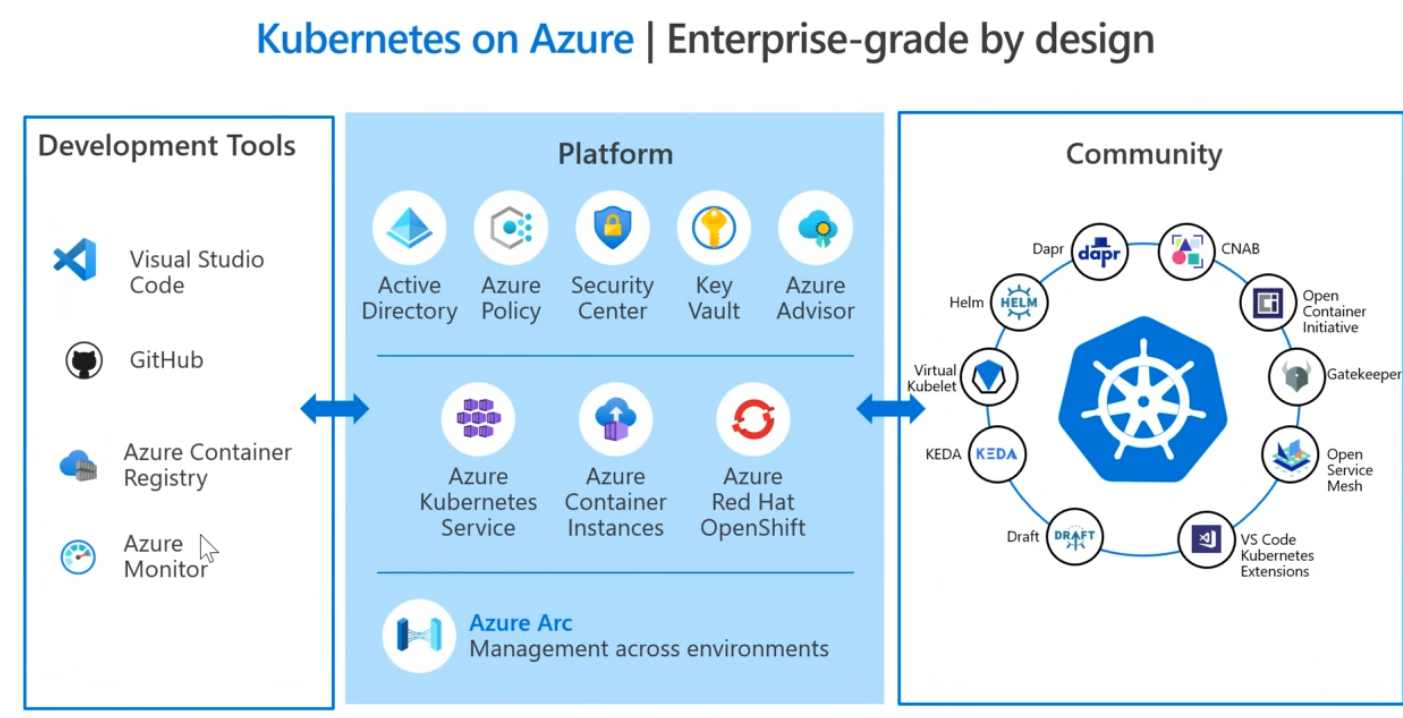 Kubernetes on Azure | Enterprise-grade by design
Development Tools
Visual Studio
Code
GitHub
Azure Container
Registry
Azure
Monitor
Platform
Active
Directory
Azure
Policy
Security
Center
Key
Vault
Azure
Advisor
Azure
Kubernetes
Service
Azure
Container
Instances
Azure
Red Hat
OpenShift
Azure Arc
Management across environments
Community
Dapr
dapr
CNAB
Helm
HELM
Open
Container
Initiative
Virtual
Kubelet
Gatekeeper
KEDA
KEDA
Open
Service
Mesh
Draft
DRAFT
VS Code
Kubernetes
Extensions